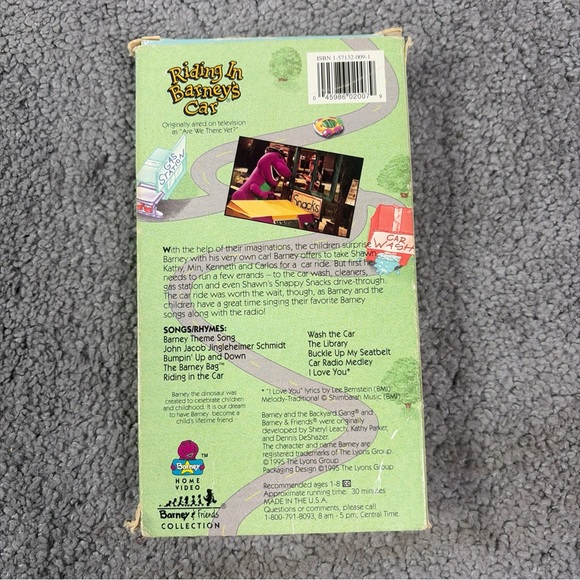 ISBN 1-57132-009-1
0 45986 02007 9
Riding In
Barney's
Car
Originally aired on television
as "Are We There Yet?"
GAS
STATION
Snacks
CAR
WASH
With the help of their imaginations, the children surprise
Barney with his very own car! Barney offers to take Shawn,
Kathy, Min, Kenneth and Carlos for a car ride. But first he
needs to run a few errands – to the car wash, cleaners,
gas station and even Shawn's Snappy Snacks drive-through.
The car ride was worth the wait, though, as Barney and the
children have a great time singing their favorite Barney
songs along with the radio!
SONGS/RHYMES:
Barney Theme Song
John Jacob Jingleheimer Schmidt
Bumpin' Up and Down
The Barney Bag™
Riding in the Car
Wash the Car
The Library
Buckle Up My Seatbelt
Car Radio Medley
I Love You*
* "I Love You" lyrics by Lee Bernstein (BMI)
Melody-Traditional © Shimbarah Music (BMI)
Barney the dinosaur was
created to celebrate children
and childhood. It is our dream
to have Barney become a
child's lifetime friend.
Barney and the Backyard Gang® and
Barney & Friends® were originally
developed by Sheryl Leach, Kathy Parker,
and Dennis DeShazer.
The character and name Barney are
registered trademarks of The Lyons Group.
©1995 The Lyons Group
Packaging Design ©1995 The Lyons Group
Barney ™
HOME
VIDEO
Barney & Friends
COLLECTION
Recommended ages 1-8 CC
Approximate running time: 30 minutes
MADE IN THE U.S.A.
Questions or comments, please call
1-800-791-8093, 8 am - 5 pm, Central Time.